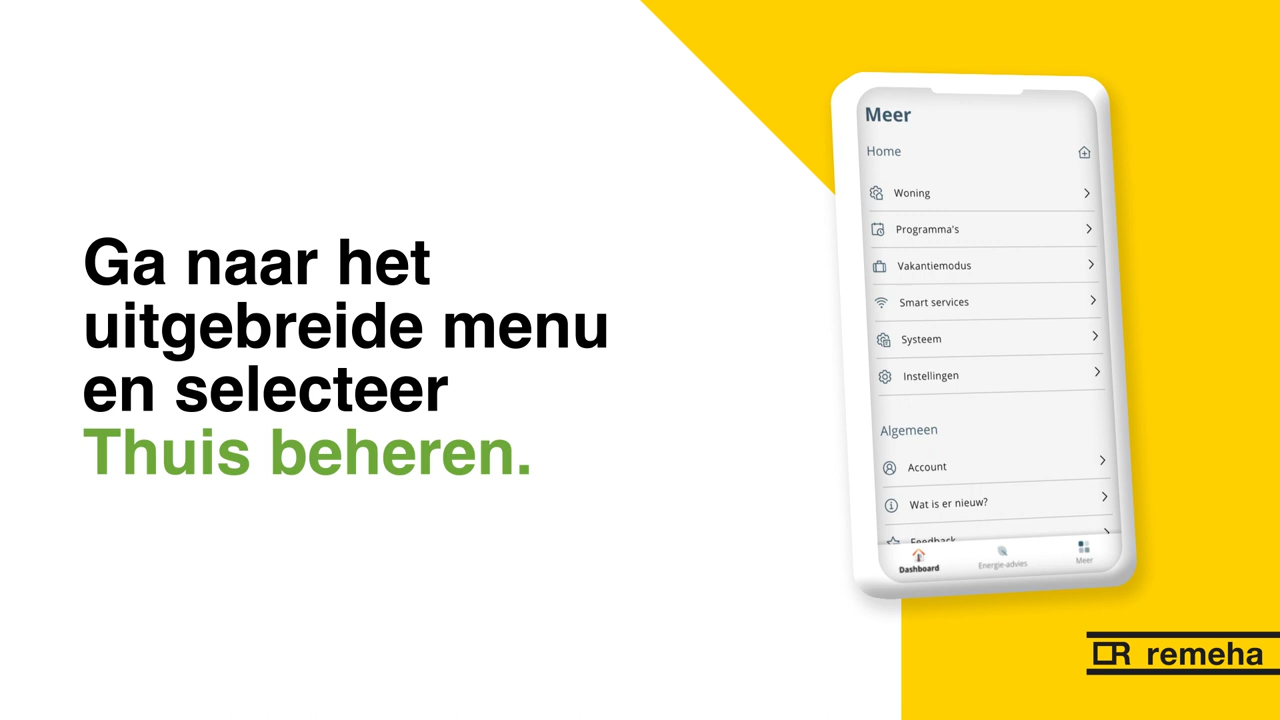 Ga naar het
uitgebreide menu
en selecteer
Thuis beheren.
Meer
Home
Woning
Programma's
Vakantiemodus
Smart services
Systeem
Instellingen
Algemeen
Account
Wat is er nieuw?
Feedback
Dashboard
Energie-advies
Meer
remeha